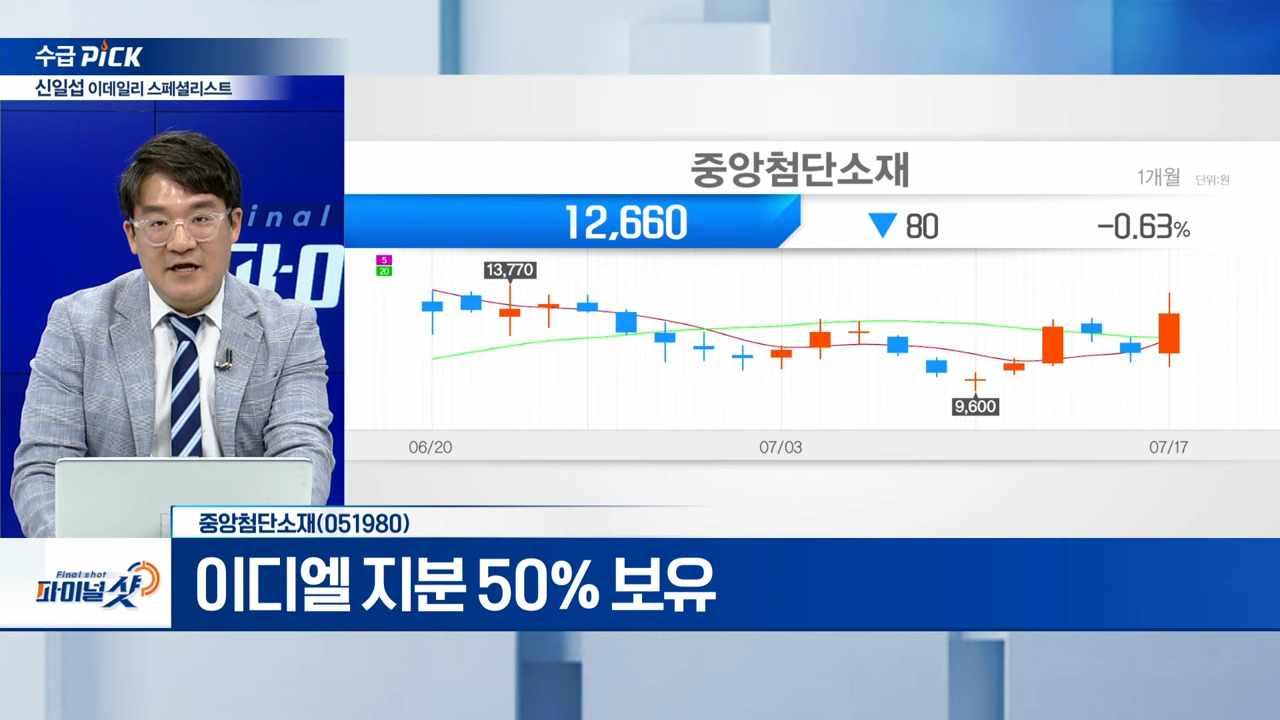 수급 PiCK
신일섭 이데일리 스페셜리스트
inal
파이
중앙첨단소재
1개월 단위:원
12,660 ▼ 80 -0.63%
5
20
13,770
9,600
06/20 07/03 07/17
중앙첨단소재(051980)
이디엘 지분 50% 보유
Final shot
파이널샷